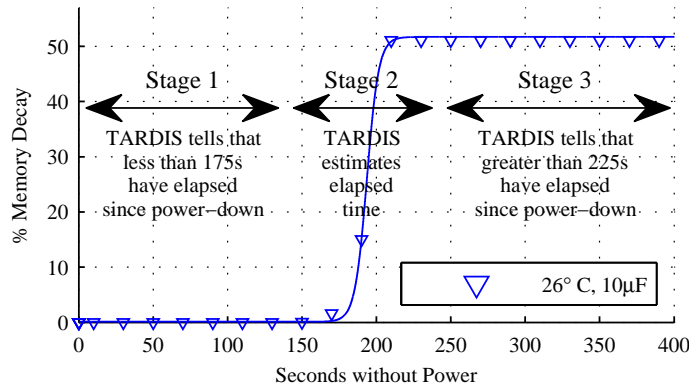 % Memory Decay
50
40
30
20
10
0
Stage 1
TARDIS tells that
less than 175s
have elapsed
since power−down
Stage 2
TARDIS
estimates
elapsed
time
Stage 3
TARDIS tells that
greater than 225s
have elapsed
since power−down
26° C, 10μF
0 50 100 150 200 250 300 350 400
Seconds without Power